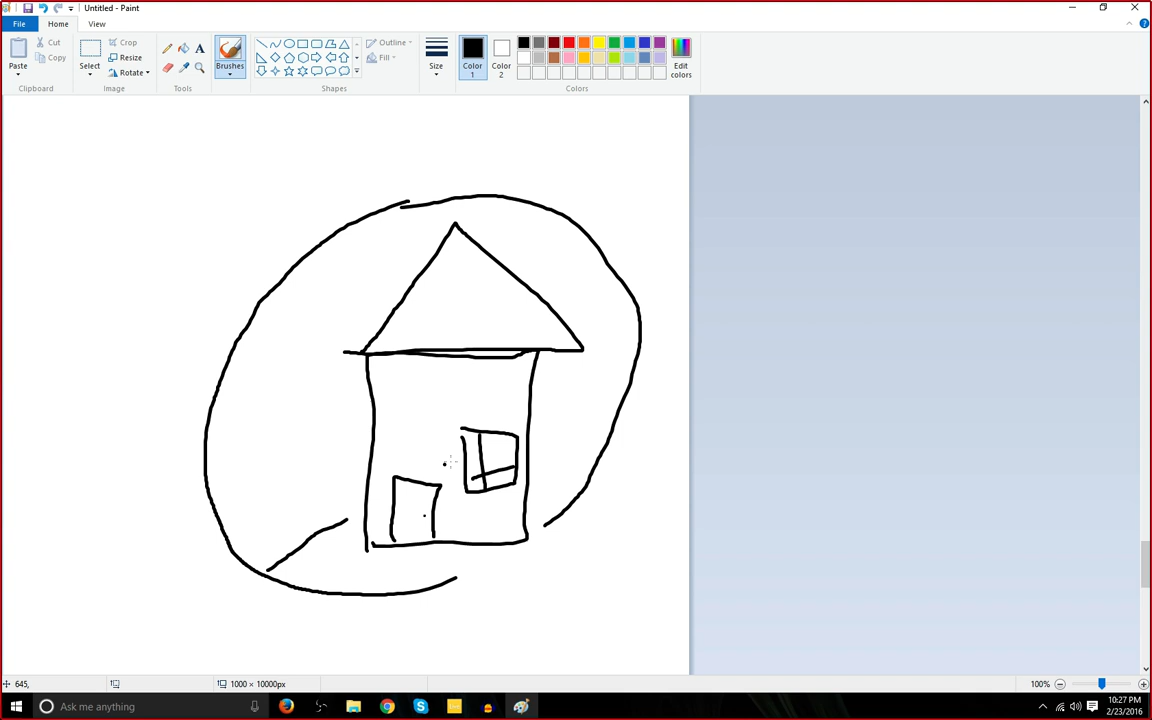 Untitled - Paint
File Home View
Paste
Cut
Copy
Clipboard
Select
Crop
Resize
Rotate
Image
A
Tools
Brushes
Shapes
Outline
Fill
Size
Color 1
Color 2
Edit colors
Colors
645,
1000 × 10000px
100%
Ask me anything
10:27 PM
2/23/2016